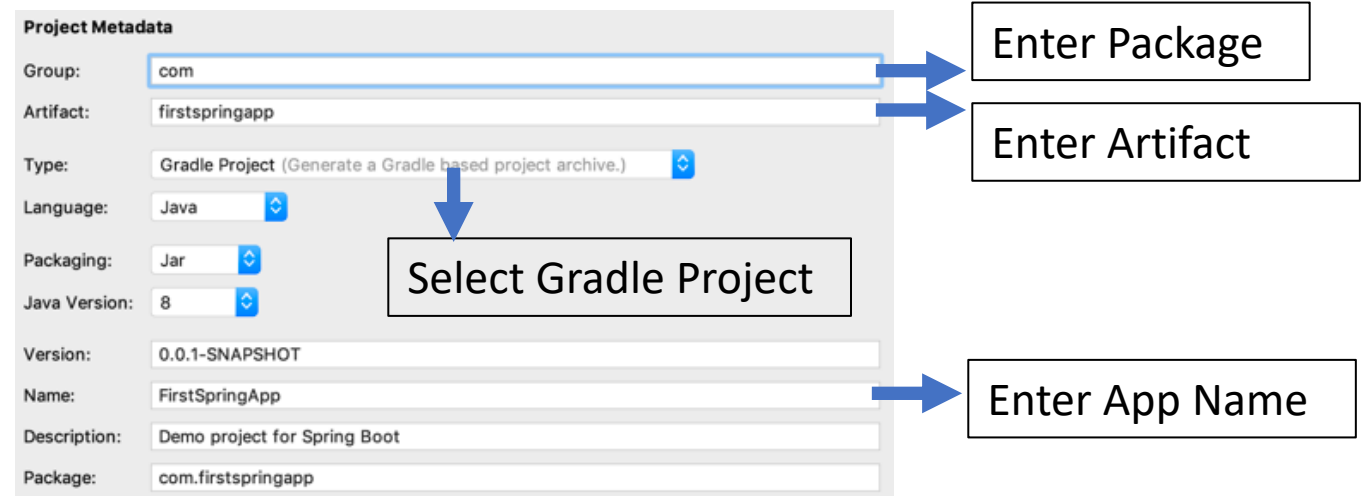 Project Metadata
Enter Package
Group: com
Artifact: firstspringapp
Enter Artifact
Type: Gradle Project (Generate a Gradle based project archive.)
Language: Java
Select Gradle Project
Packaging: Jar
Java Version: 8
Version: 0.0.1-SNAPSHOT
Name: FirstSpringApp
Enter App Name
Description: Demo project for Spring Boot
Package: com.firstspringapp